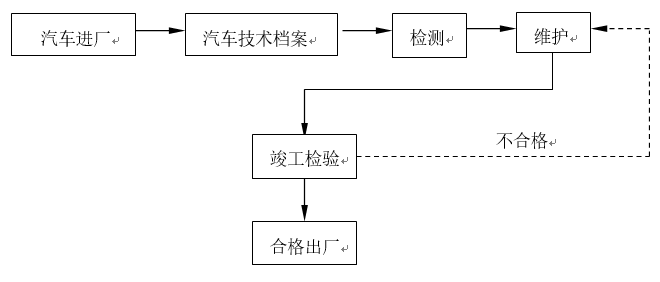 汽车进厂
汽车技术档案
检测
维护
不合格
竣工检验
合格出厂